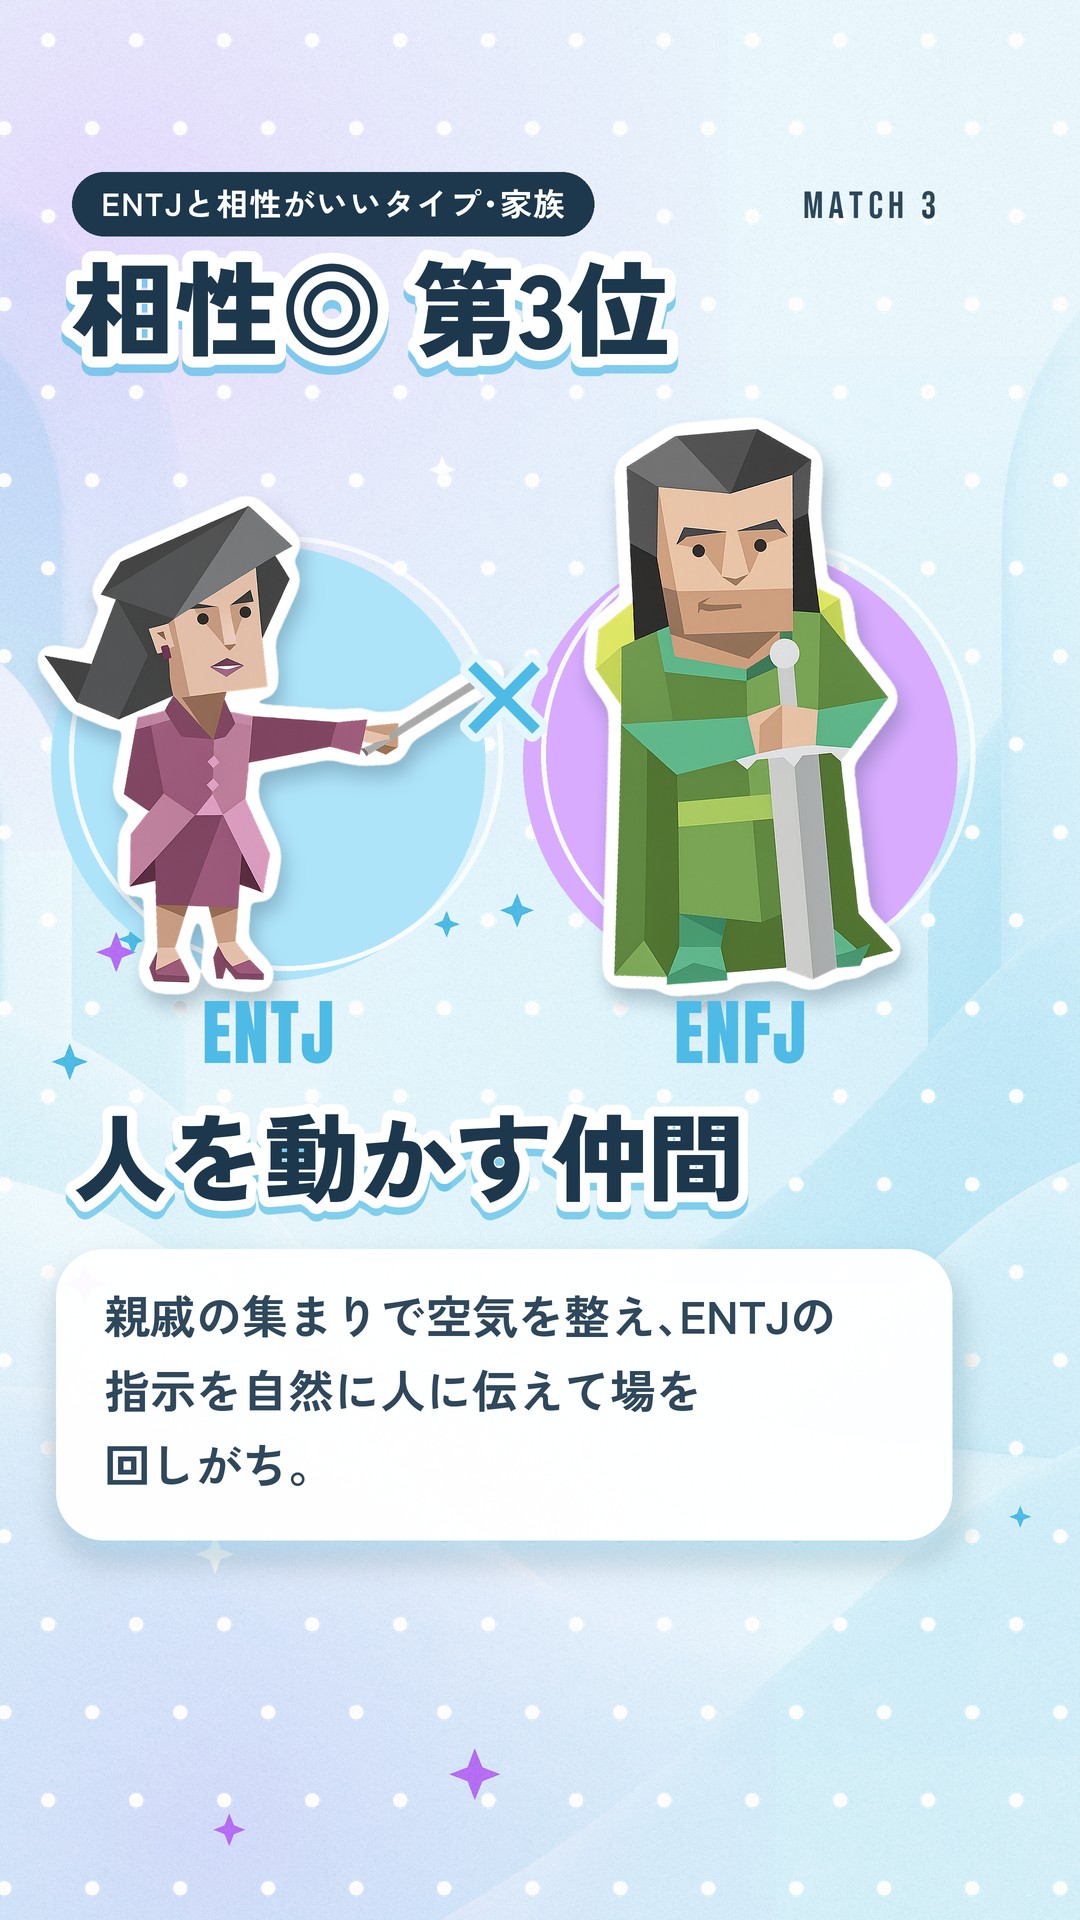 ENTJと相性がいいタイプ・家族
MATCH 3
相性◎ 第3位
×
ENTJ
ENFJ
人を動かす仲間
親戚の集まりで空気を整え、ENTJの
指示を自然に人に伝えて場を
回しがち。